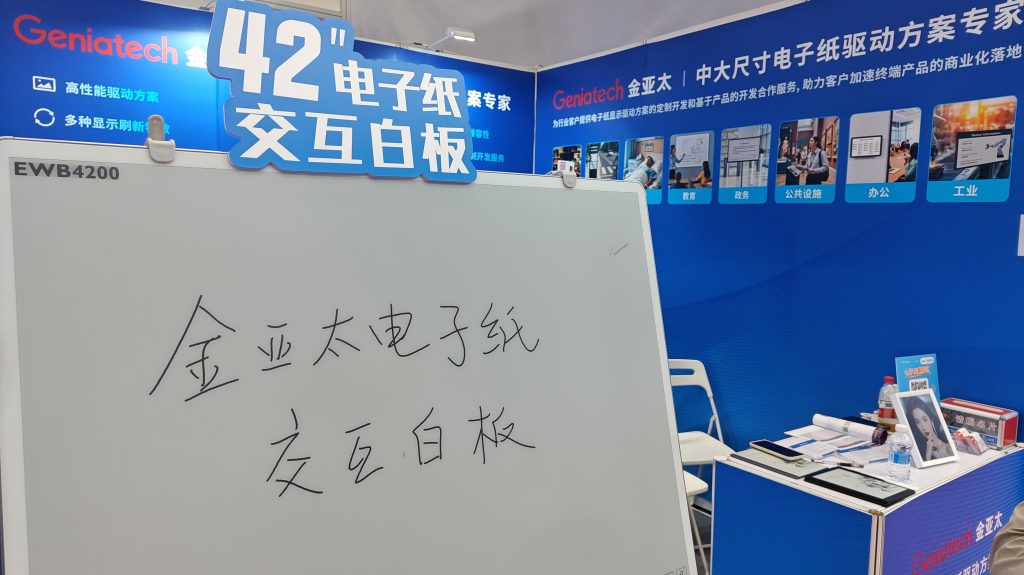 Geniatech 金
高性能驱动方案
多种显示刷新
42"电子纸
交互白板
案专家
EWB4200
金亚太电子纸
交互白板
Geniatech 金亚太 | 中大尺寸电子纸驱动方案专家
为行业客户提供电子纸显示驱动方案的定制开发和基于产品的开发合作服务, 助力客户加速终端产品的商业化落地
教育
政务
公共设施
办公
工业
请赐名片
Geniatech 金亚太